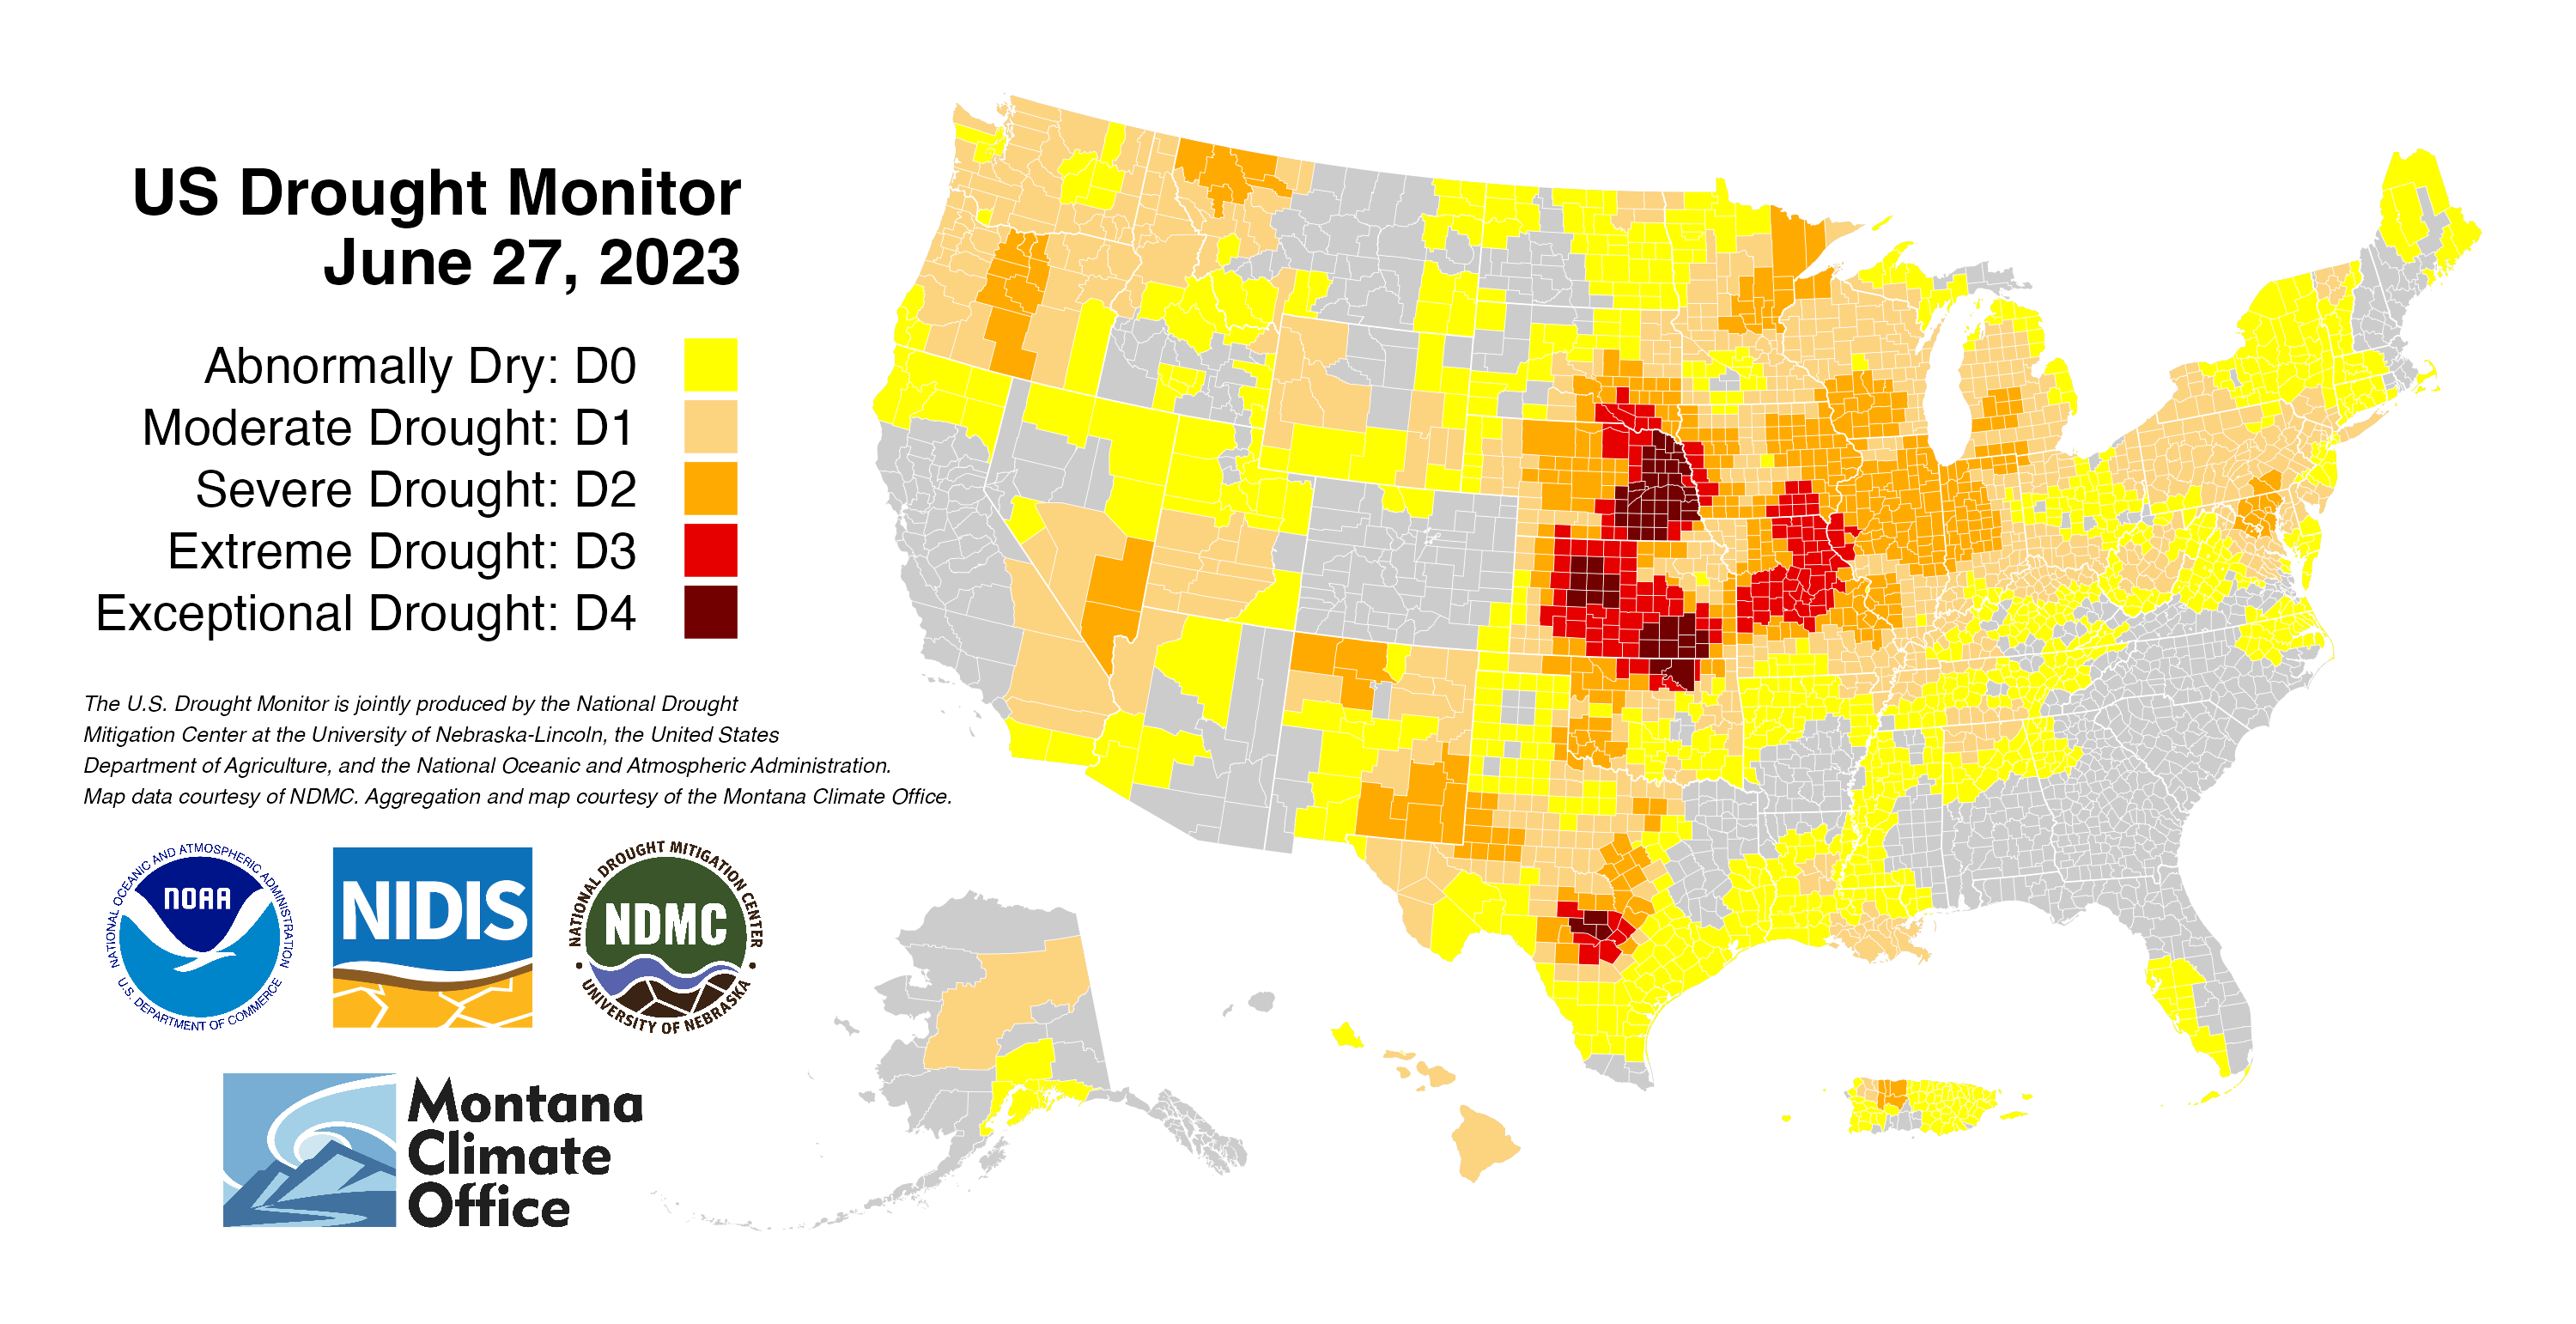 US Drought Monitor
June 27, 2023
Abnormally Dry: D0
Moderate Drought: D1
Severe Drought: D2
Extreme Drought: D3
Exceptional Drought: D4
The U.S. Drought Monitor is jointly produced by the National Drought
Mitigation Center at the University of Nebraska-Lincoln, the United States
Department of Agriculture, and the National Oceanic and Atmospheric Administration.
Map data courtesy of NDMC. Aggregation and map courtesy of the Montana Climate Office.
NATIONAL OCEANIC AND ATMOSPHERIC ADMINISTRATION
NOAA
U.S. DEPARTMENT OF COMMERCE
NIDIS
NATIONAL DROUGHT MITIGATION CENTER
NDMC
UNIVERSITY OF NEBRASKA
Montana
Climate
Office